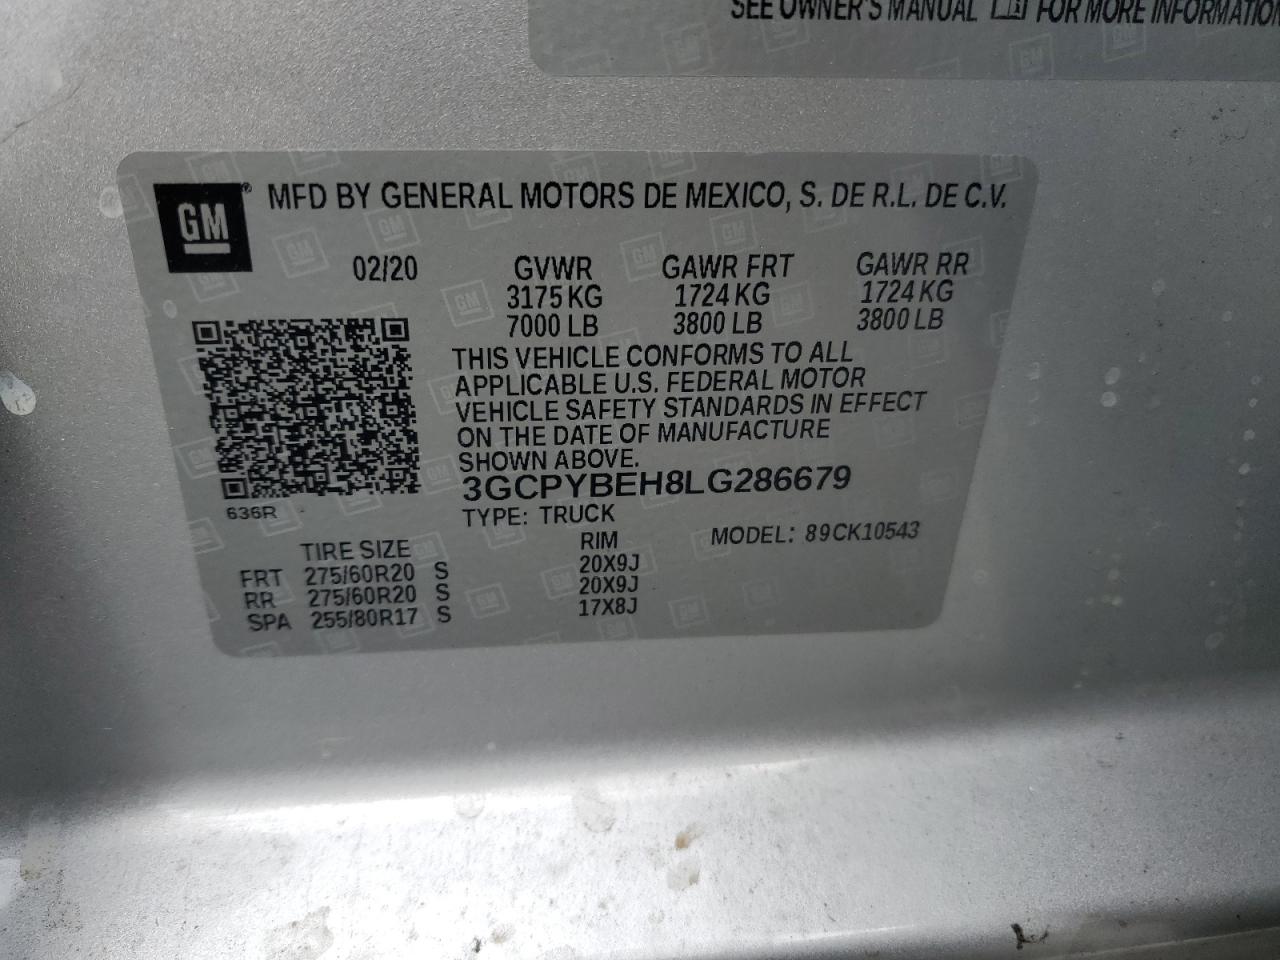 SEE OWNER'S MANUAL FOR MORE INFORMATION
GM ® MFD BY GENERAL MOTORS DE MEXICO, S. DE R.L. DE C.V.
02/20 GVWR GAWR FRT GAWR RR
3175 KG 1724 KG 1724 KG
7000 LB 3800 LB 3800 LB
THIS VEHICLE CONFORMS TO ALL
APPLICABLE U.S. FEDERAL MOTOR
VEHICLE SAFETY STANDARDS IN EFFECT
ON THE DATE OF MANUFACTURE
SHOWN ABOVE.
3GCPYBEH8LG286679
636R
TYPE: TRUCK
MODEL: 89CK10543
TIRE SIZE RIM
FRT 275/60R20 S 20X9J
RR 275/60R20 S 20X9J
SPA 255/80R17 S 17X8J